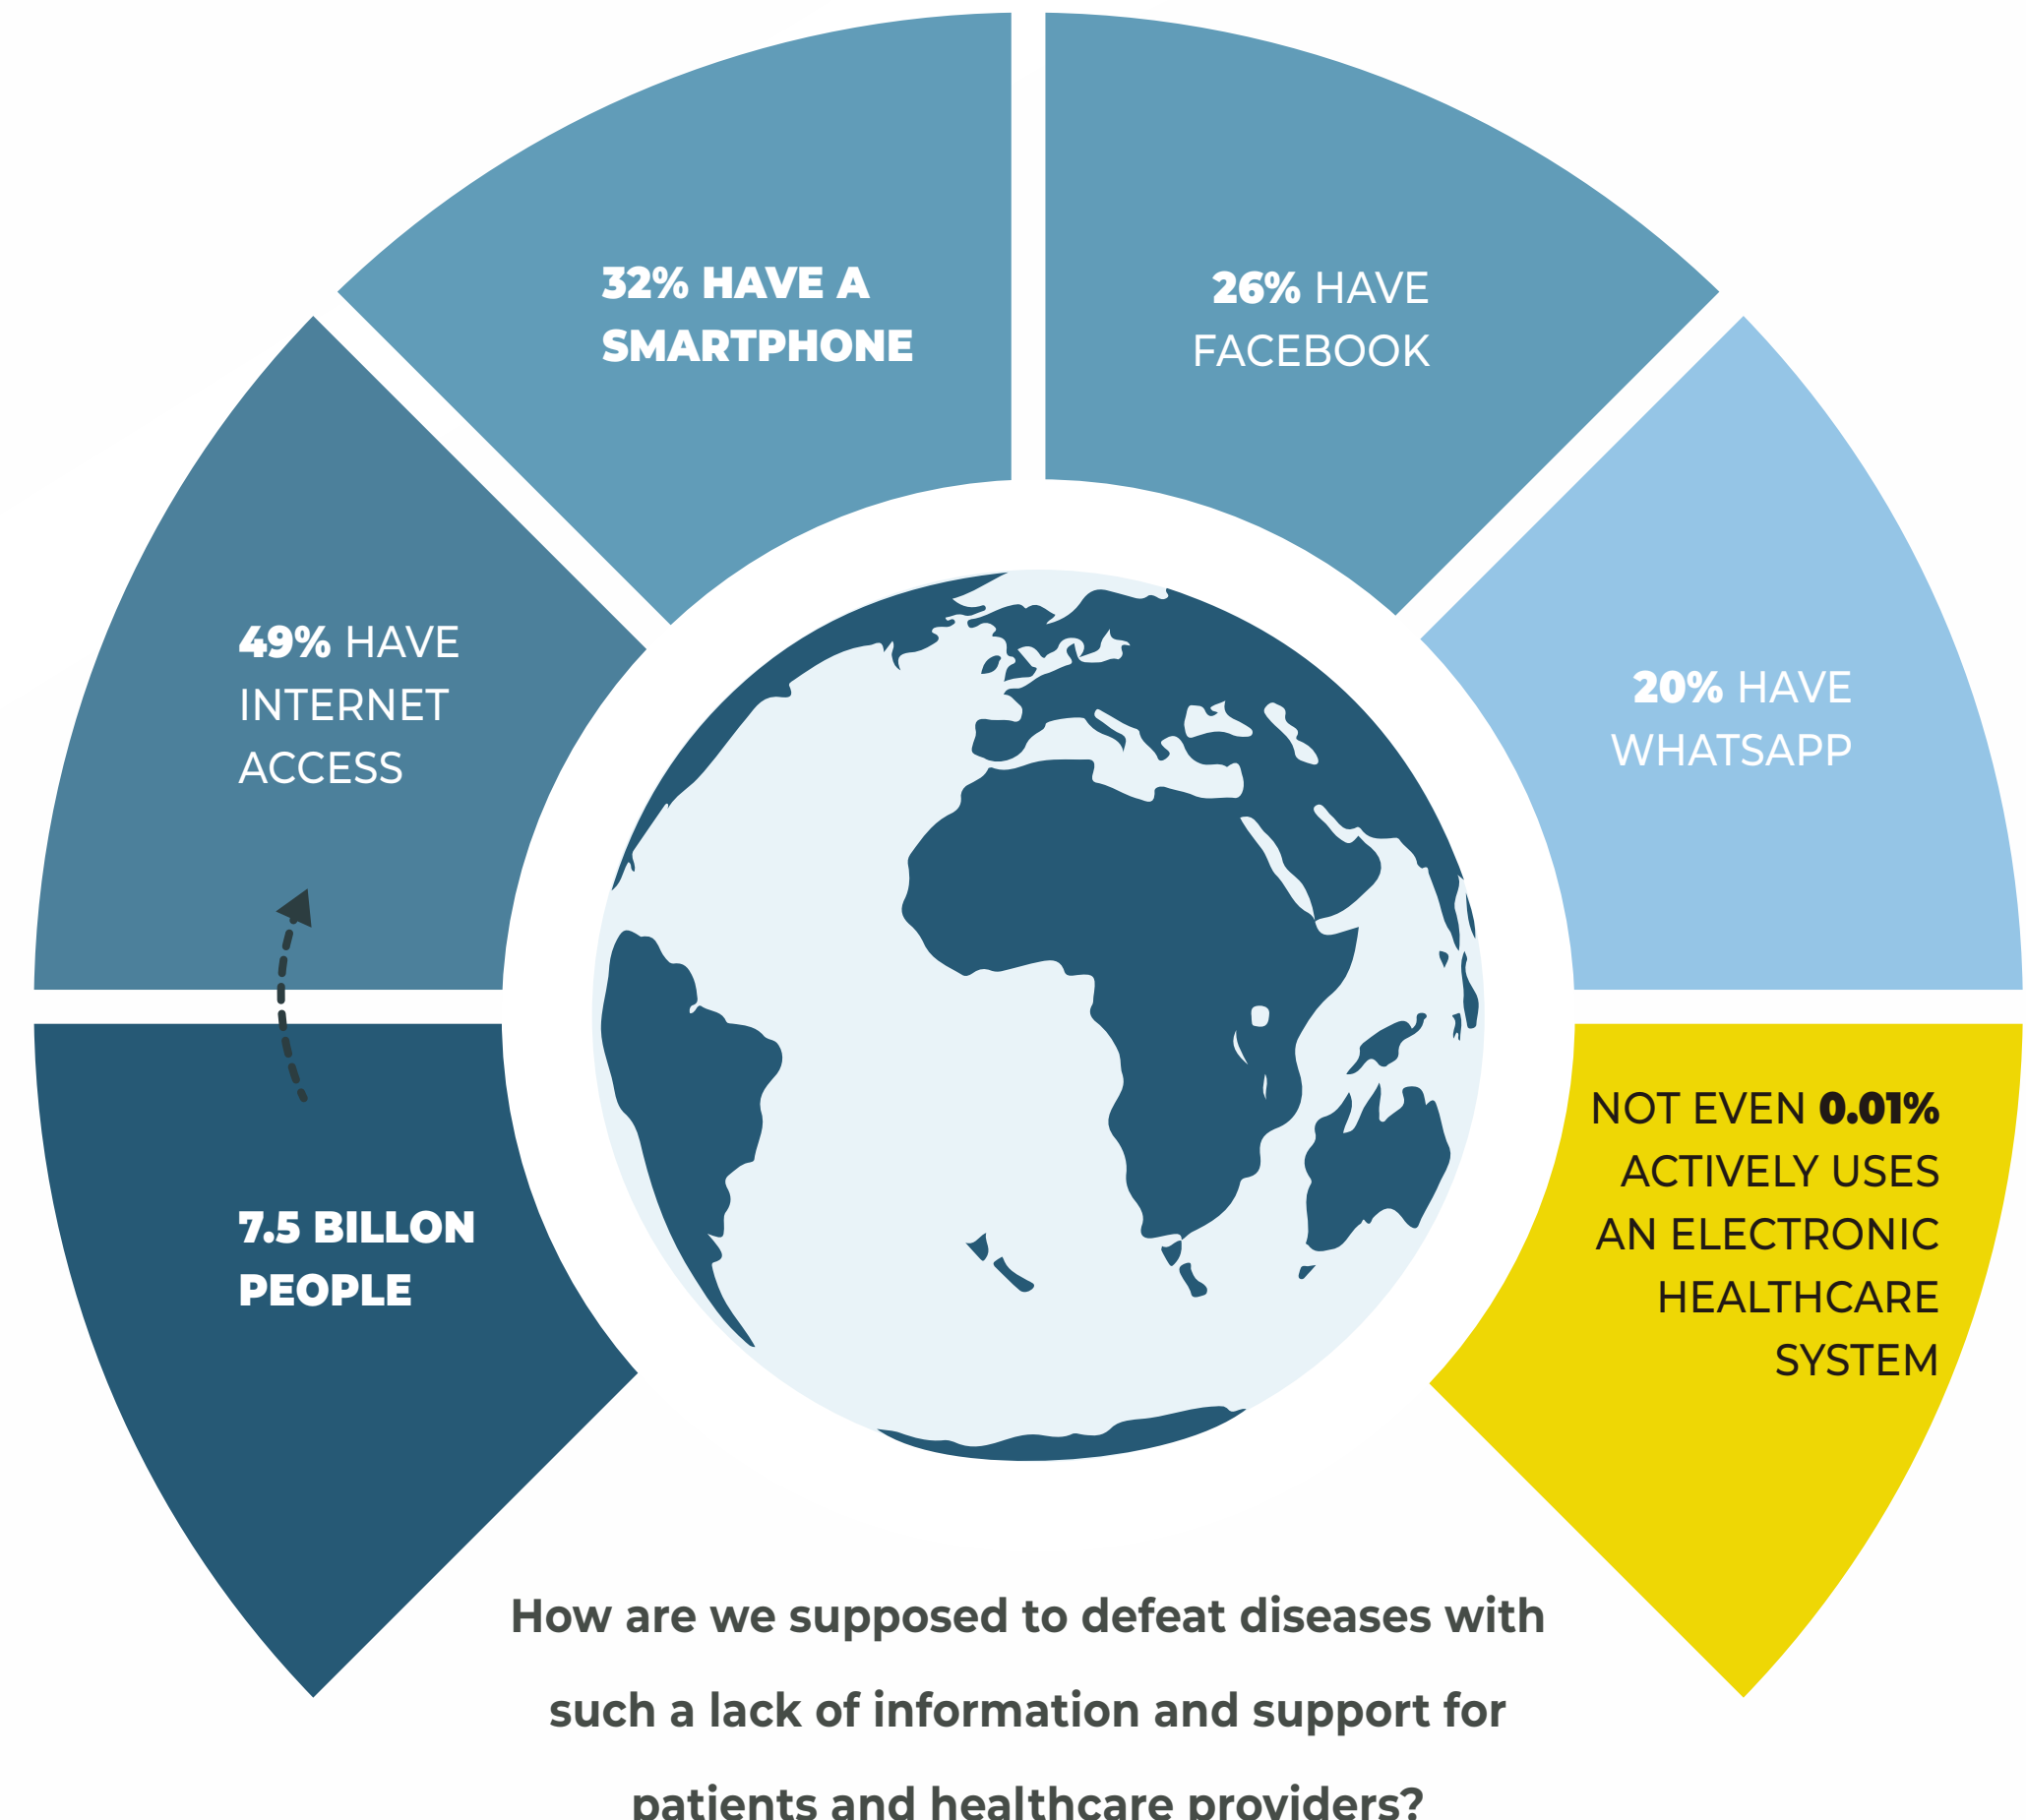 32% HAVE A
SMARTPHONE
26% HAVE
FACEBOOK
49% HAVE
INTERNET
ACCESS
20% HAVE
WHATSAPP
7.5 BILLON
PEOPLE
NOT EVEN 0.01%
ACTIVELY USES
AN ELECTRONIC
HEALTHCARE
SYSTEM
How are we supposed to defeat diseases with
such a lack of information and support for
patients and healthcare providers?